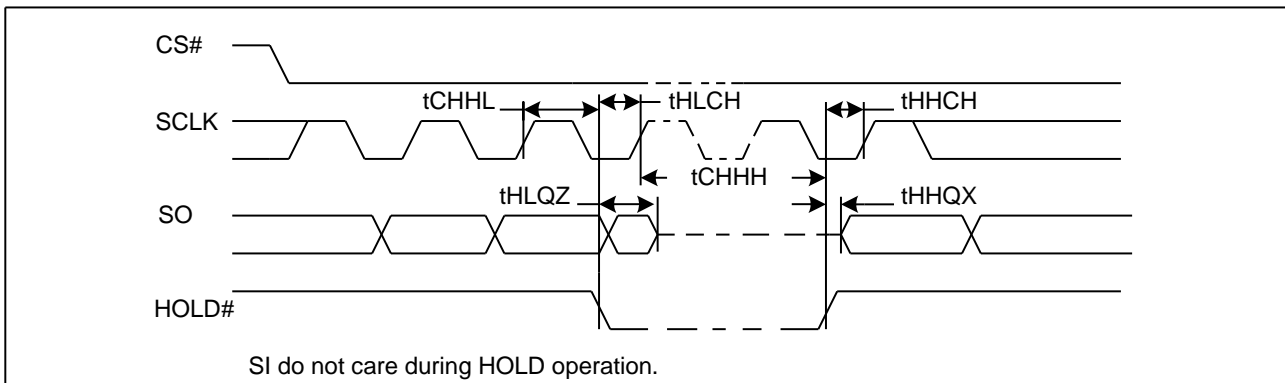 CS#
tCHHL
tHLCH
tHHCH
SCLK
tCHHH
tHLQZ
tHHQX
SO
HOLD#
SI do not care during HOLD operation.